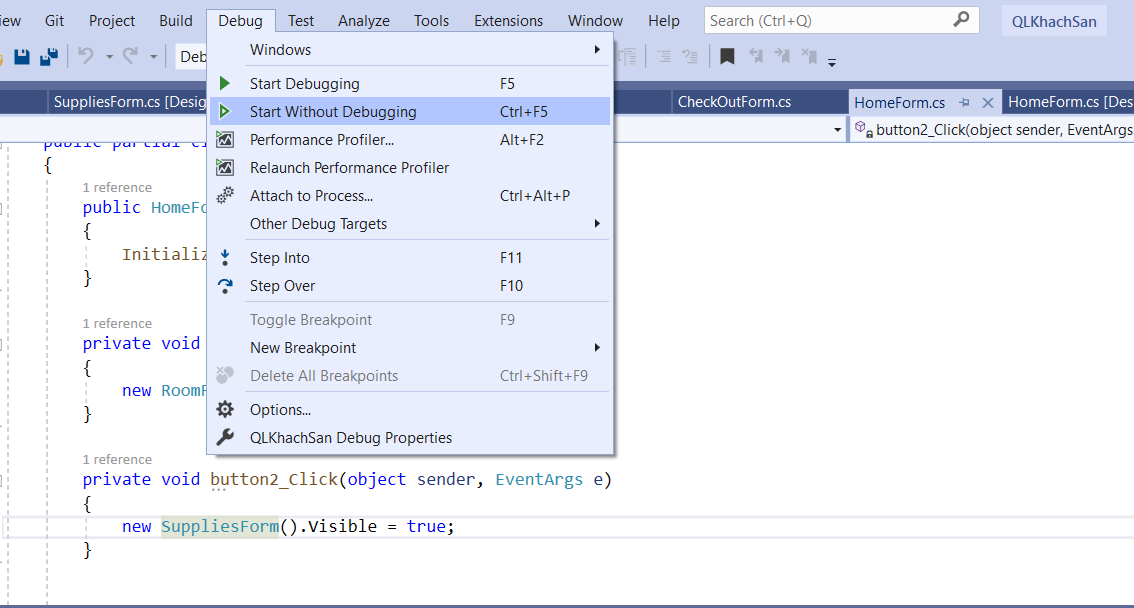 iew Git Project Build Debug Test Analyze Tools Extensions Window Help Search (Ctrl+Q) QLKhachSan
Deb
SuppliesForm.cs [Desig CheckOutForm.cs HomeForm.cs HomeForm.cs [Des
button2_Click(object sender, EventArgs
Windows
Start Debugging F5
Start Without Debugging Ctrl+F5
Performance Profiler... Alt+F2
Relaunch Performance Profiler
Attach to Process... Ctrl+Alt+P
Other Debug Targets
Step Into F11
Step Over F10
Toggle Breakpoint F9
New Breakpoint
Delete All Breakpoints Ctrl+Shift+F9
Options...
QLKhachSan Debug Properties
public partial cl
{
1 reference
public HomeFo
{
Initializ
}
1 reference
private void
{
new RoomF
}
1 reference
private void button2_Click(object sender, EventArgs e)
{
new SuppliesForm().Visible = true;
}